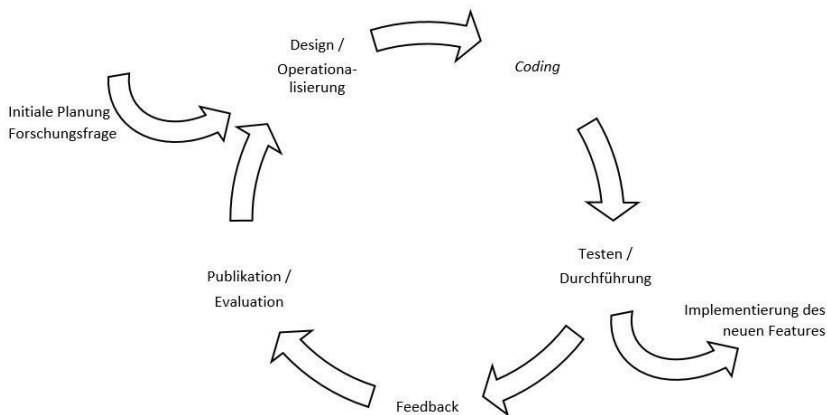 Design /
Operationa-
lisierung
Coding
Initiale Planung
Forschungsfrage
Testen /
Durchführung
Publikation /
Evaluation
Implementierung des
neuen Features
Feedback